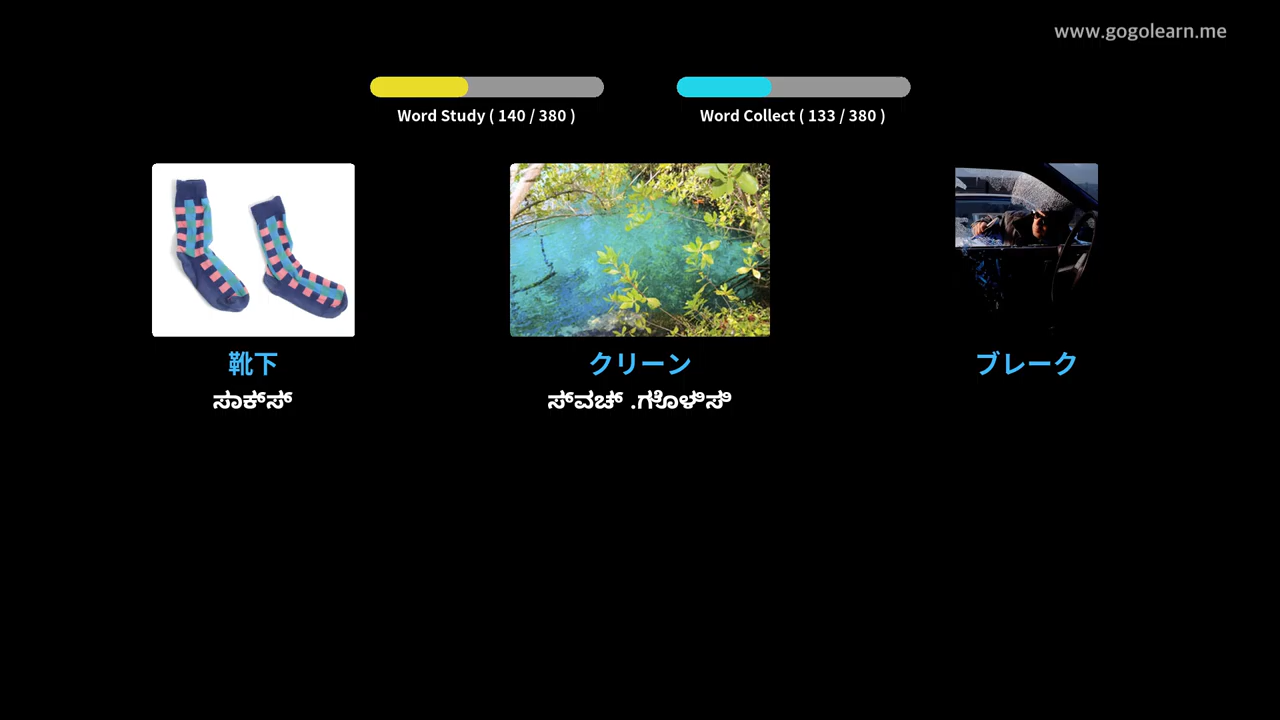 www.gogolearn.me
Word Study ( 140 / 380 )
Word Collect ( 133 / 380 )
靴下
クリーン
ブレーク
ಸಾಕ್ಸ್
ಸ್ವಚ್ .ಗೊಳಿಸಿ